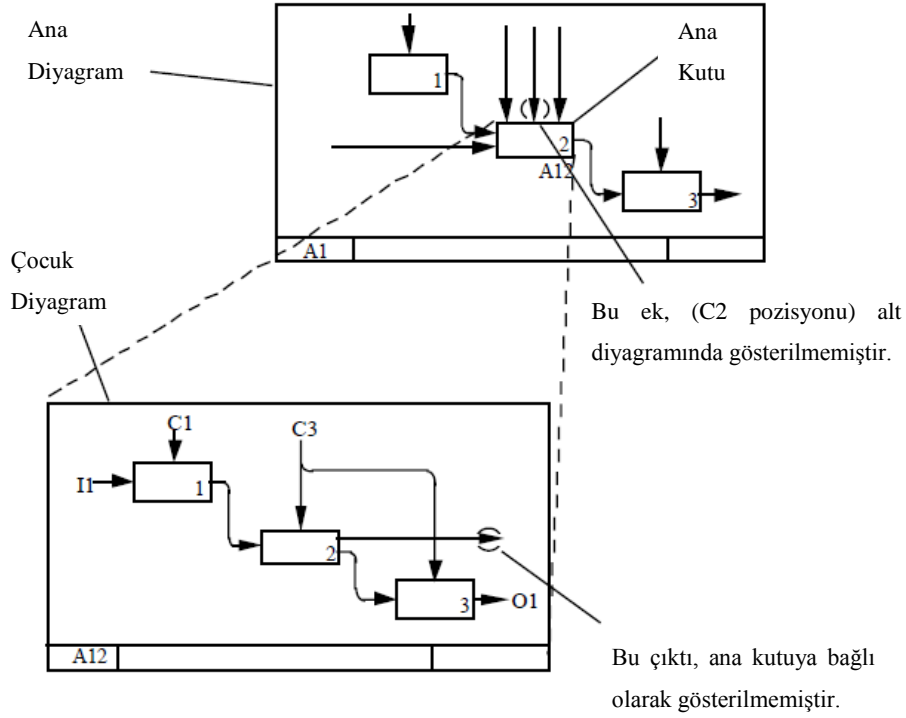 Ana
Diyagram
Ana
Kutu
1
2
A12
3
A1
Çocuk
Diyagram
Bu ek, (C2 pozisyonu) alt
diyagramında gösterilmemiştir.
C1
C3
I1
1
2
3
O1
A12
Bu çıktı, ana kutuya bağlı
olarak gösterilmemiştir.